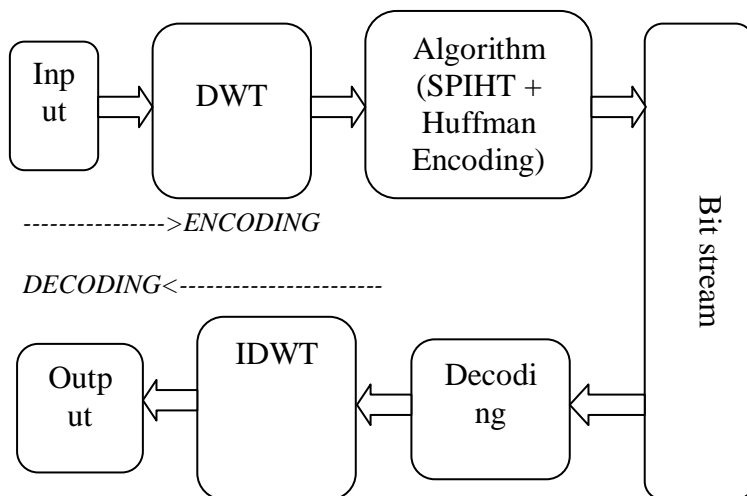 Inp
ut
DWT
Algorithm
(SPIHT +
Huffman
Encoding)
Bit stream
---------------->ENCODING
DECODING<-----------------------
Outp
ut
IDWT
Decodi
ng